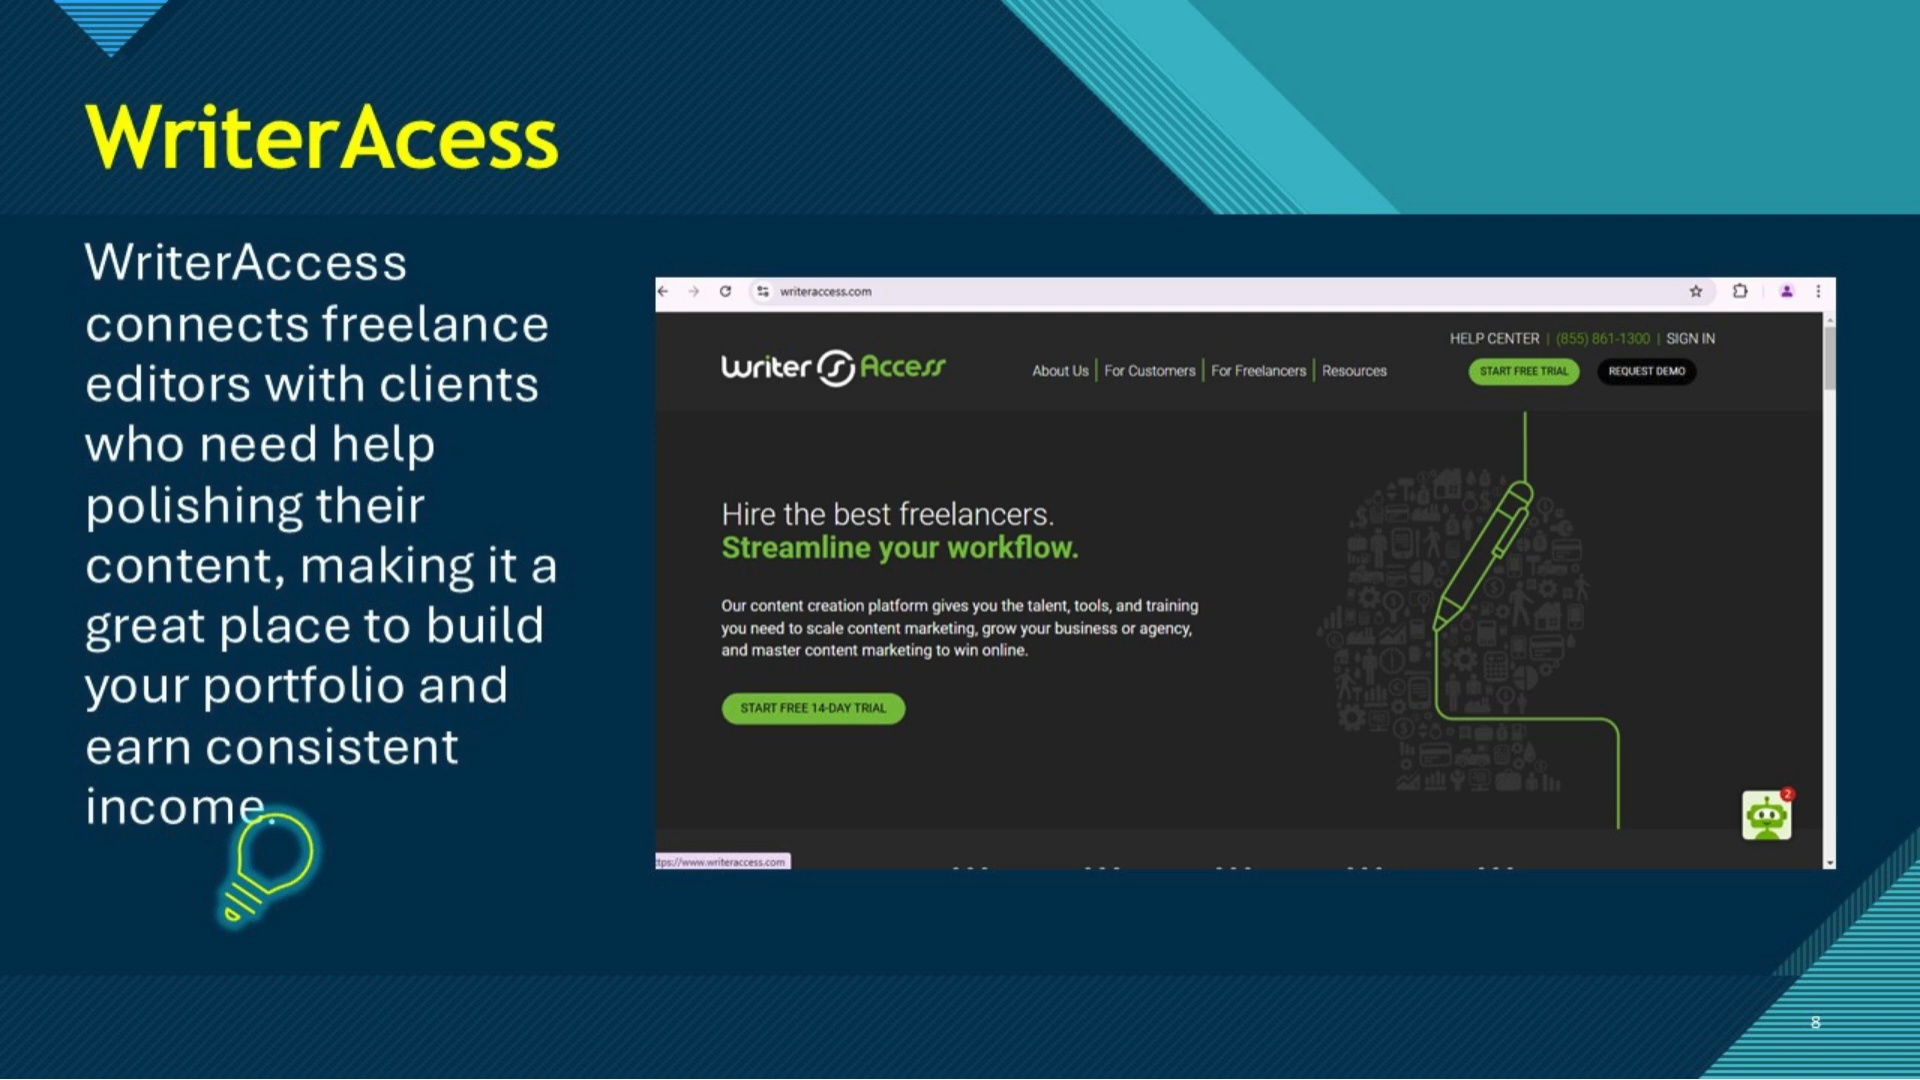 WriterAcess
WriterAccess
connects freelance
editors with clients
who need help
polishing their
content, making it a
great place to build
your portfolio and
earn consistent
income.
writeraccess.com
HELP CENTER | (855) 861-1300 | SIGN IN
Writer Access
About Us | For Customers | For Freelancers | Resources
START FREE TRIAL
REQUEST DEMO
Hire the best freelancers.
Streamline your workflow.
Our content creation platform gives you the talent, tools, and training
you need to scale content marketing, grow your business or agency,
and master content marketing to win online.
START FREE 14-DAY TRIAL
2
tps://www.writeraccess.com
8